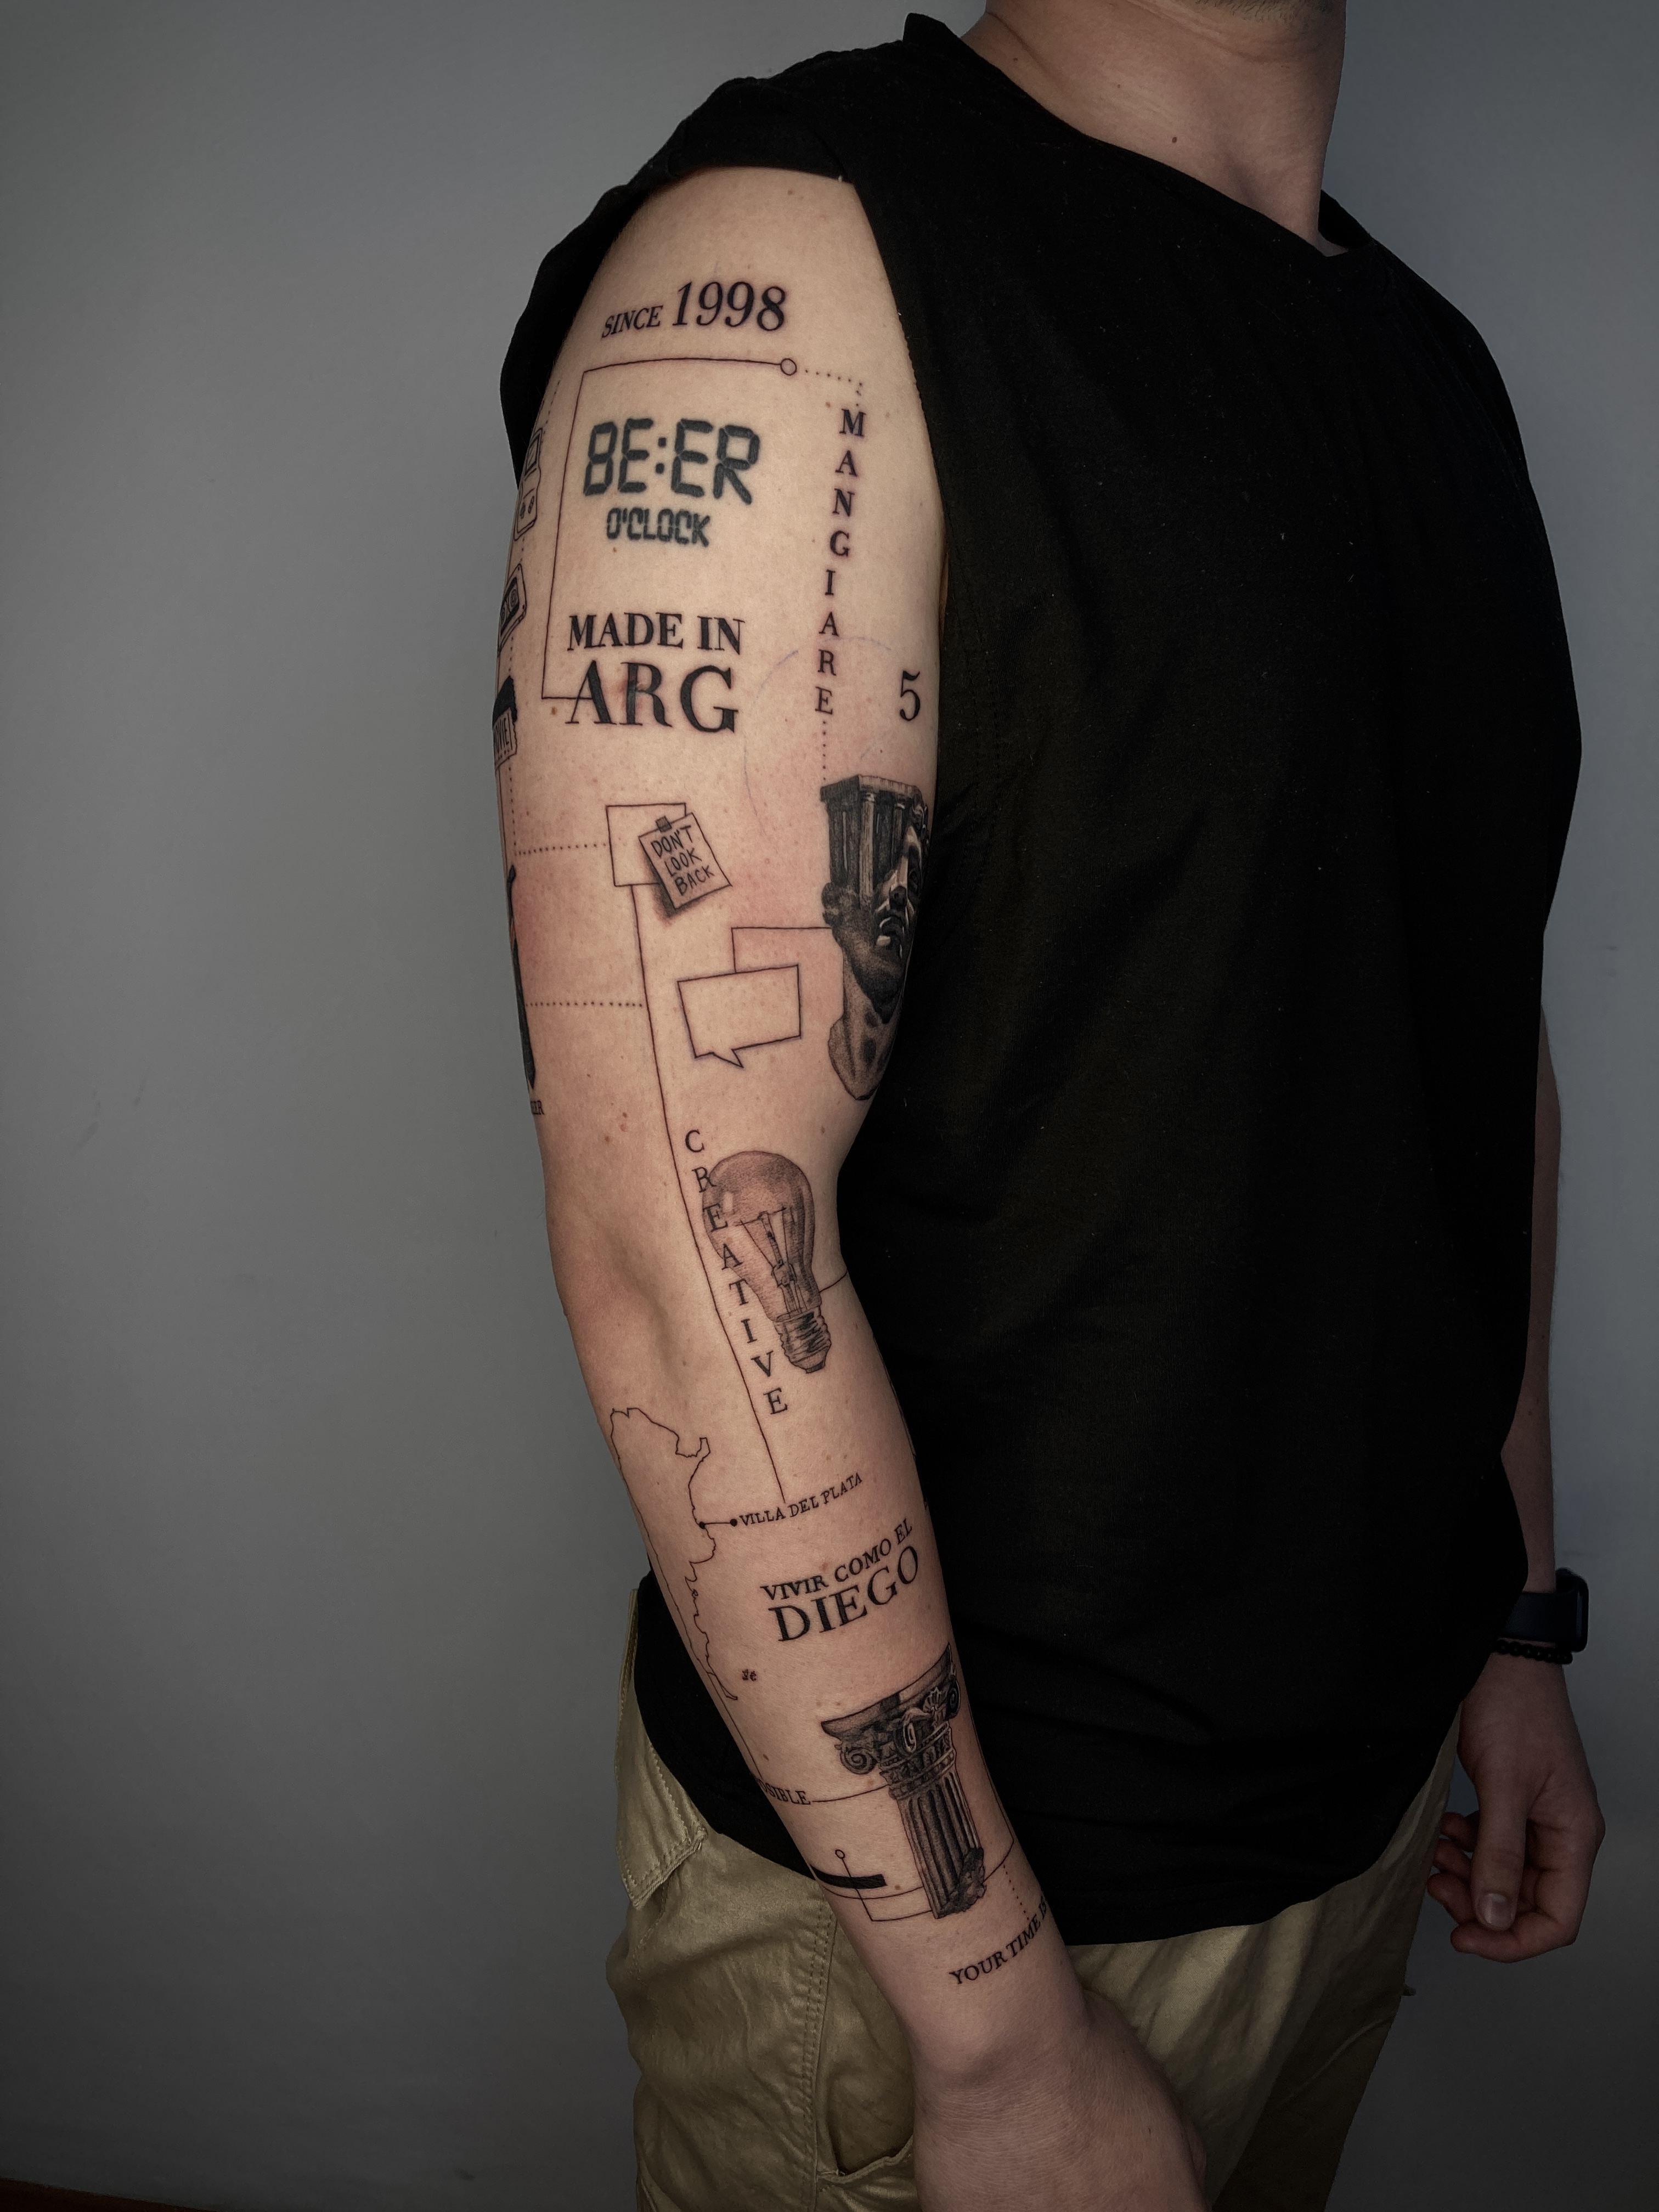 SINCE 1998
BE:ER
O'CLOCK
MANGIARE
MADE IN
ARG
5
DON'T
LOOK
BACK
CREATIVE
VILLA DEL PLATA
VIVIR COMO EL
DIEGO
YOUR TIME IS